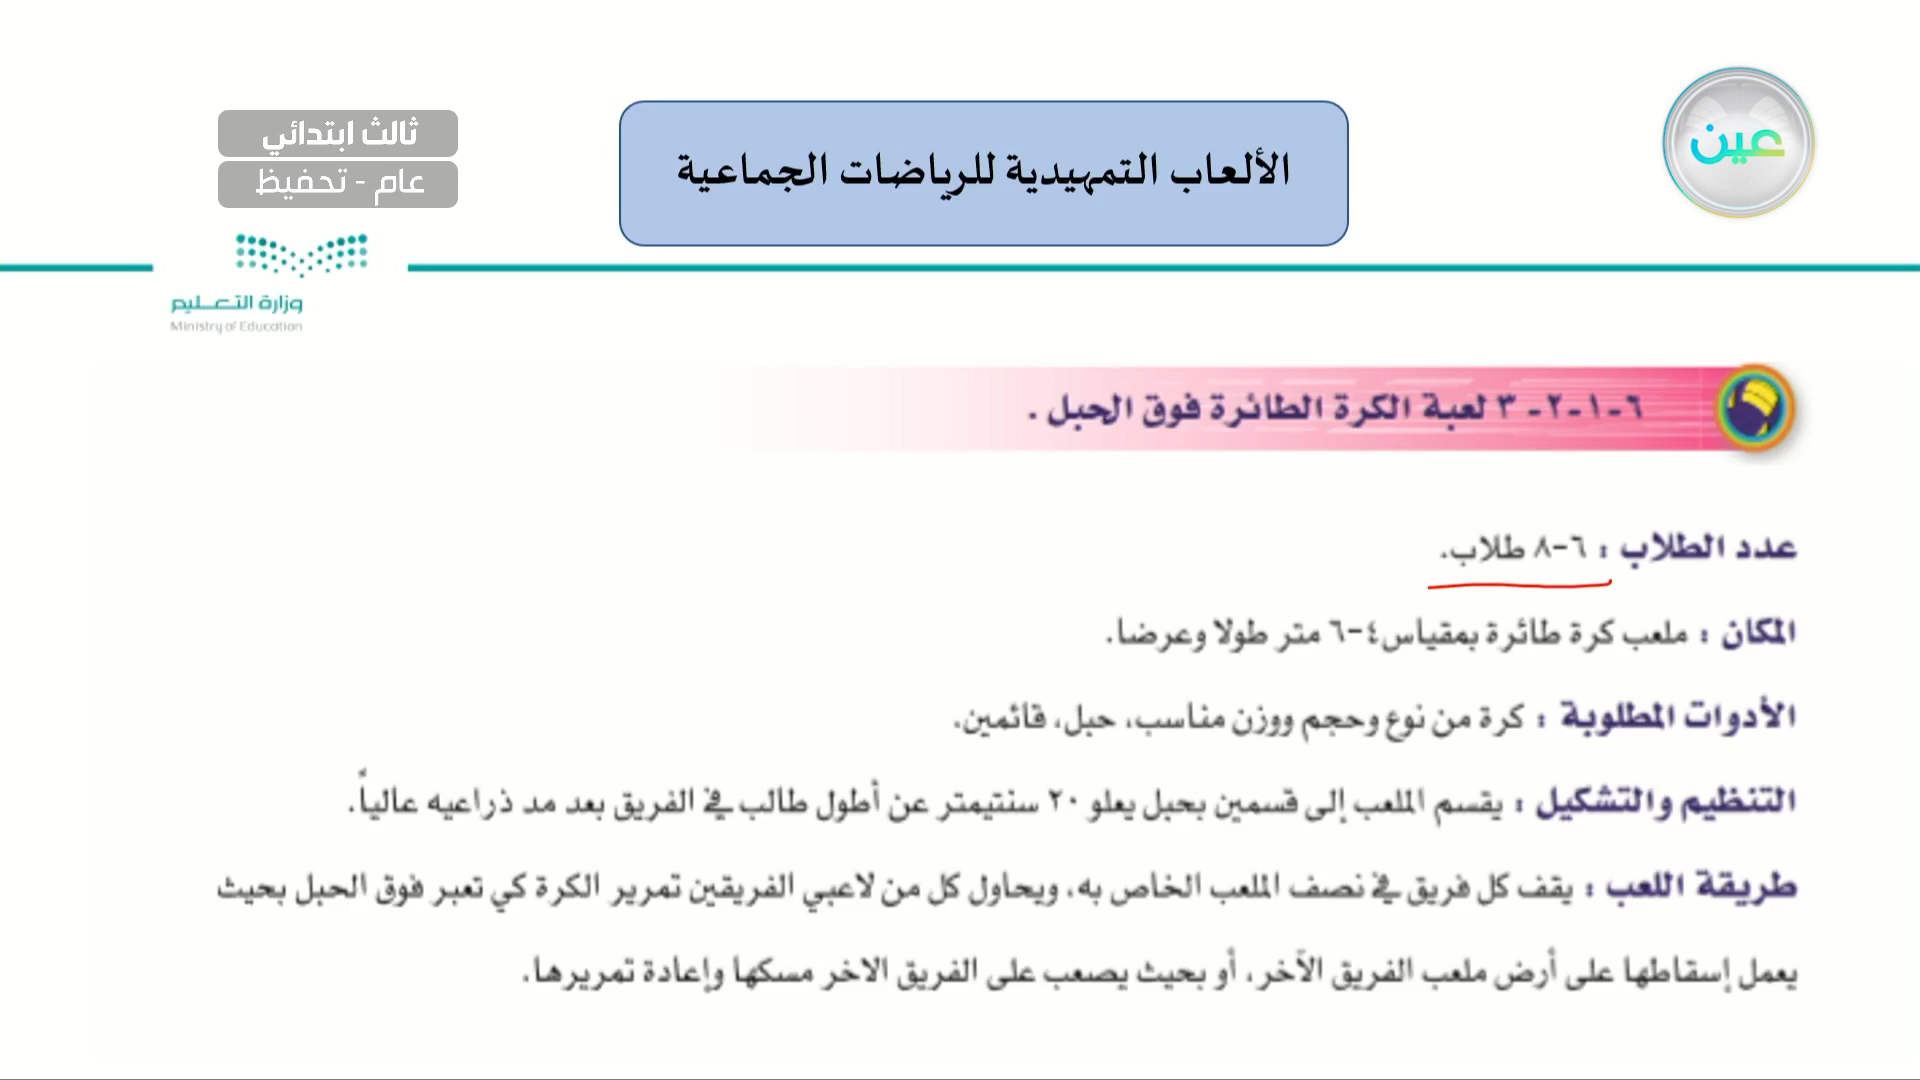 ثالث ابتدائي
عام - تحفيظ
الألعاب التمهيدية للرياضات الجماعية
عين
وزارة التعليم
Ministry of Education
٦-١-٢- ٣ لعبة الكرة الطائرة فوق الحبل .
عدد الطلاب : ٦-٨ طلاب.
المكان : ملعب كرة طائرة بمقياس٤-٦ متر طولا وعرضا.
الأدوات المطلوبة : كرة من نوع وحجم ووزن مناسب، حبل، قائمين.
التنظيم والتشكيل : يقسم الملعب إلى قسمين بحبل يعلو ٢٠ سنتيمتر عن أطول طالب في الفريق بعد مد ذراعيه عالياً.
طريقة اللعب : يقف كل فريق في نصف الملعب الخاص به، ويحاول كل من لاعبي الفريقين تمرير الكرة كي تعبر فوق الحبل بحيث
يعمل إسقاطها على أرض ملعب الفريق الآخر، أو بحيث يصعب على الفريق الاخر مسكها وإعادة تمريرها.